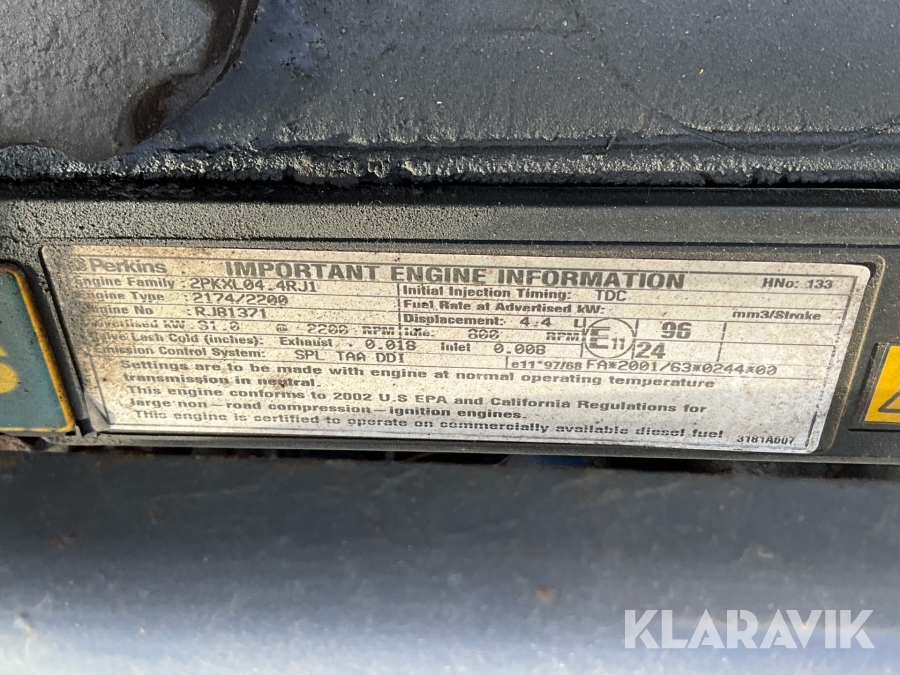 Perkins IMPORTANT ENGINE INFORMATION HNo: 133
Engine Family : 2PKXL04.4RJ1 Initial Injection Timing: TDC
Engine Type : 2174/2200 Fuel Rate at Advertised kW: mm3/Stroke
Engine No : RJ81371 Displacement: 4.4 L E11 96
Advertised kW 91.0 @ 2200 RPM Idle: 800 RPM 24
Valve Lash Cold (inches): Exhaust 0.018 Inlet 0.008
Emission Control System: SPL TAA DDI e11*97/68 FA*2001/63*0244*00
Settings are to be made with engine at normal operating temperature
transmission in neutral.
This engine conforms to 2002 U.S EPA and California Regulations for
large non-road compression-ignition engines.
This engine is certified to operate on commercially available diesel fuel 3181A007
KLARAVIK